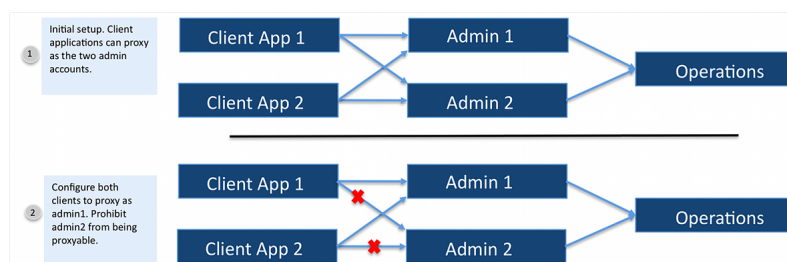 1
Initial setup. Client
applications can proxy
as the two admin
accounts.
Client App 1
Admin 1
Client App 2
Admin 2
Operations
2
Configure both
clients to proxy as
admin1. Prohibit
admin2 from being
proxyable.
Client App 1
Admin 1
Client App 2
Admin 2
Operations